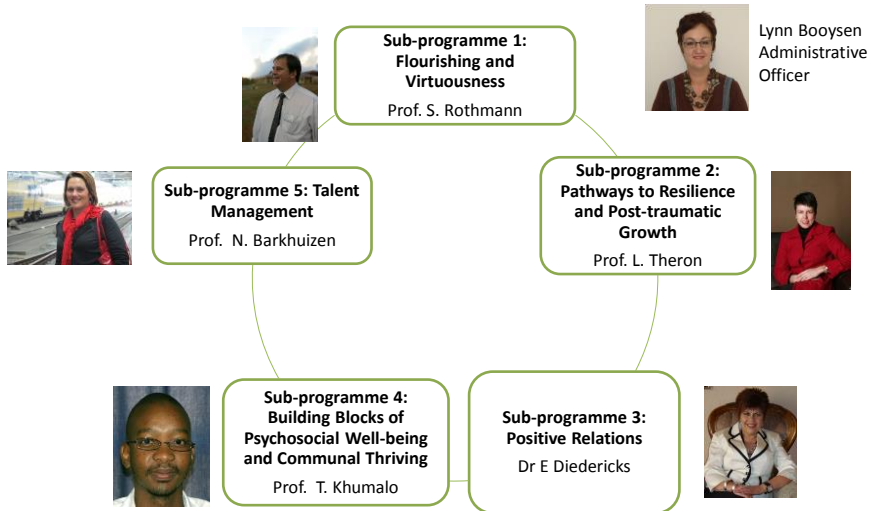 Sub-programme 1:
Flourishing and
Virtuousness
Prof. S. Rothmann
Lynn Booysen
Administrative
Officer
Sub-programme 2:
Pathways to Resilience
and Post-traumatic
Growth
Prof. L. Theron
Sub-programme 3:
Positive Relations
Dr E Diedericks
Sub-programme 4:
Building Blocks of
Psychosocial Well-being
and Communal Thriving
Prof. T. Khumalo
Sub-programme 5: Talent
Management
Prof. N. Barkhuizen